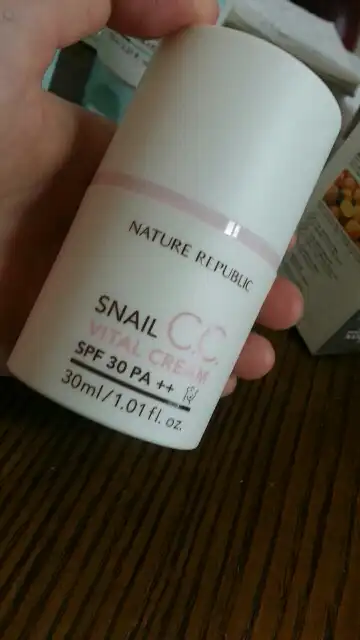 NATURE REPUBLIC
SNAIL C.C.
VITAL CREAM
SPF 30 PA ++
30ml/1.01 fl. oz.